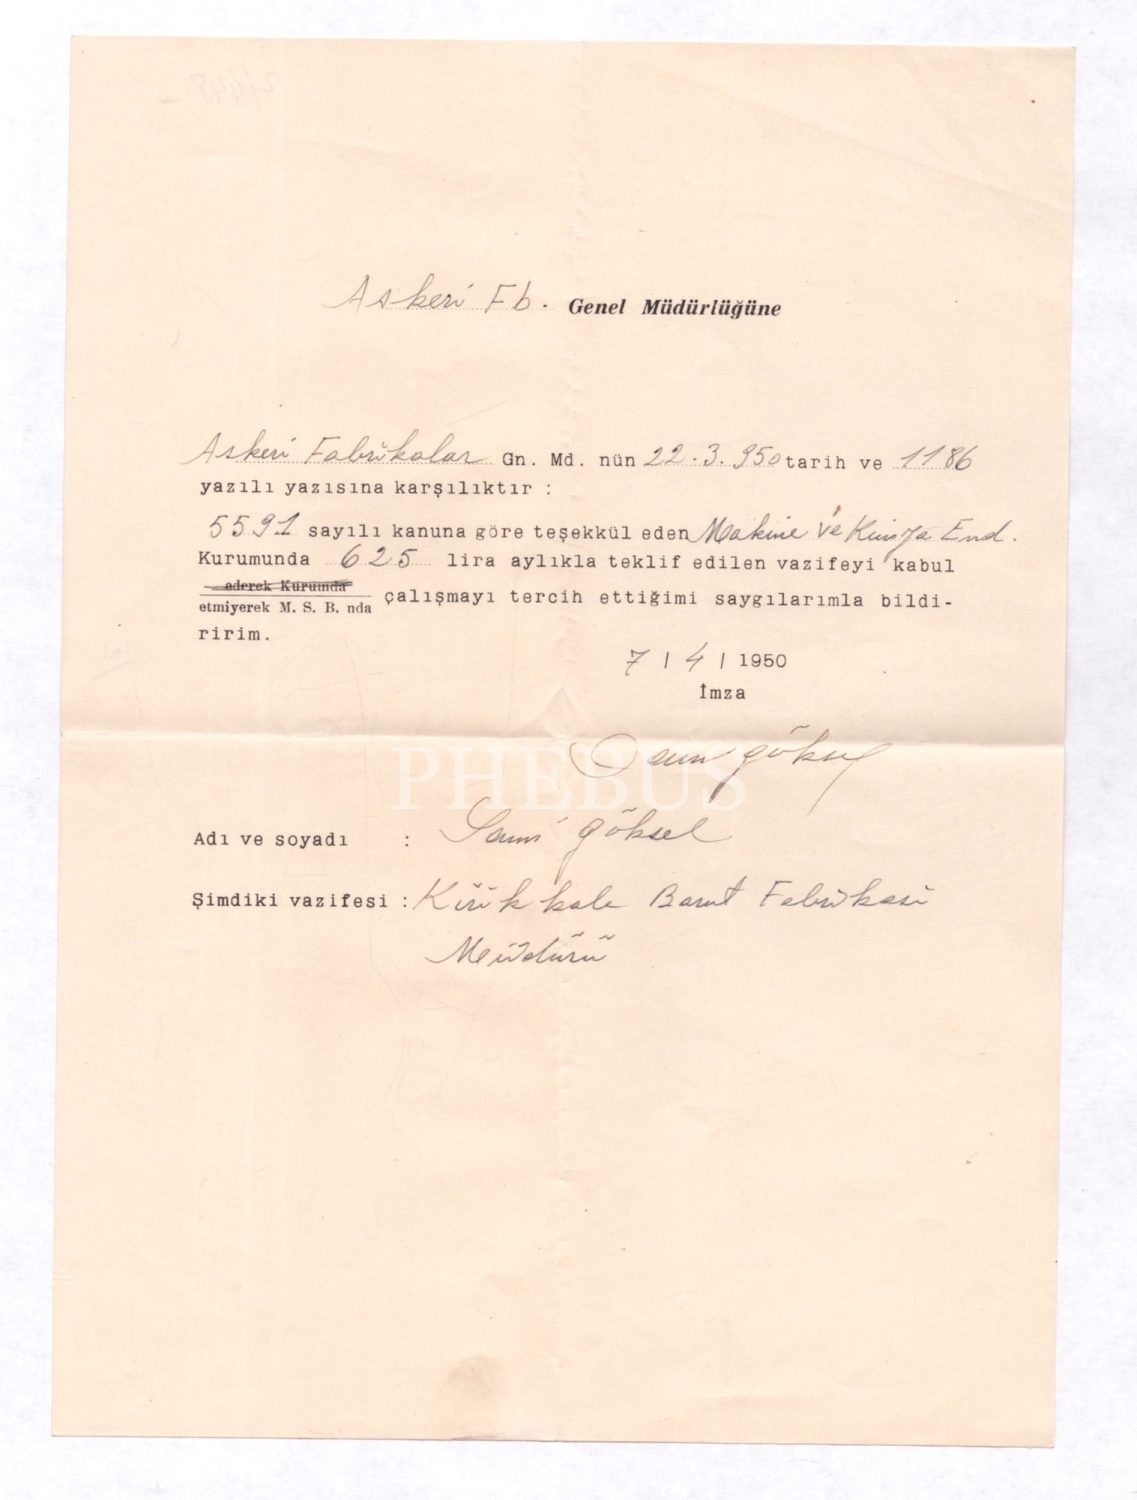 Askeri Fb. Genel Müdürlüğüne
Askeri Fabrikalar Gn. Md. nün 22.3.950 tarih ve 1186
yazılı yazısına karşılıktır :
5591 sayılı kanuna göre teşekkül eden Makine ve Kimya End.
Kurumunda 625 lira aylıkla teklif edilen vazifeyi kabul
ederek Kurumda
etmiyerek M. S. B. nda çalışmayı tercih ettiğimi saygılarımla bildi-
ririm.
7 / 4 / 1950
İmza
göksel
PHEBUS
Adı ve soyadı : Sami göksel
Şimdiki vazifesi : Kırıkkale Barut Fabrikası
Müdürü